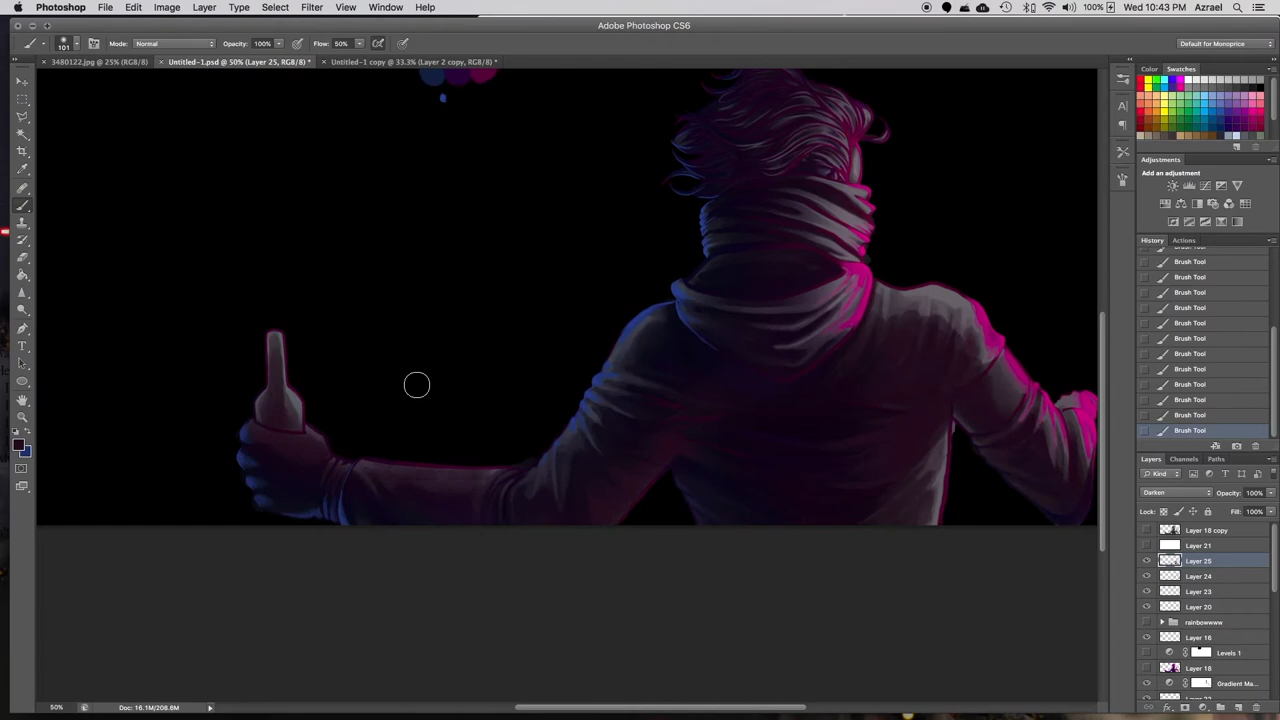 Photoshop File Edit Image Layer Type Select Filter View Window Help 100% Wed 10:43 PM Azrael
Adobe Photoshop CS6
101 Mode: Normal Opacity: 100% Flow: 50% Default for Monoprice
3480122.jpg @ 25% (RGB/8) Untitled-1.psd @ 50% (Layer 25, RGB/8) * Untitled-1 copy @ 33.3% (Layer 2 copy, RGB/8) *
Color Swatches
Adjustments
Add an adjustment
History Actions
Brush Tool
Brush Tool
Brush Tool
Brush Tool
Brush Tool
Brush Tool
Brush Tool
Brush Tool
Brush Tool
Brush Tool
Brush Tool
Brush Tool
Layers Channels Paths
Kind
Darken Opacity: 100%
Lock: Fill: 100%
Layer 18 copy
Layer 21
Layer 25
Layer 24
Layer 23
Layer 20
rainbowwww
Layer 16
Levels 1
Layer 18
Gradient Ma...
50% Doc: 16.1M/208.6M